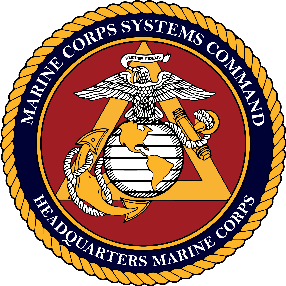 MARINE CORPS SYSTEMS COMMAND
HEADQUARTERS MARINE CORPS